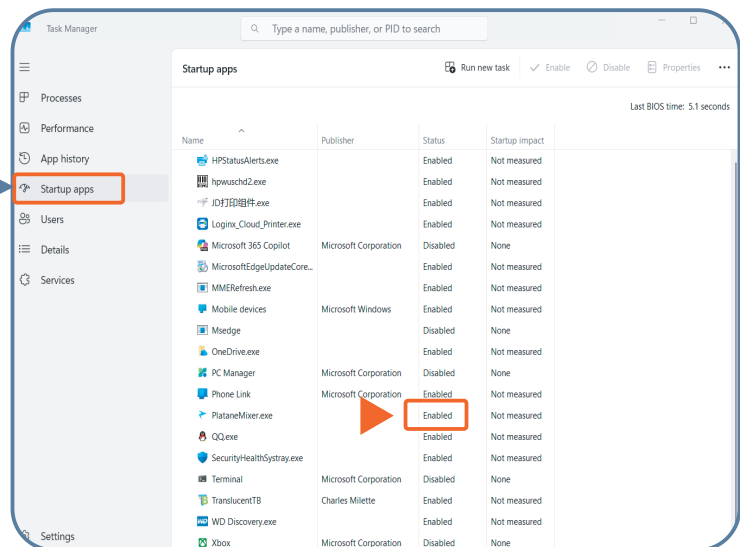 Task Manager
Type a name, publisher, or PID to search
Startup apps
Run new task
Enable
Disable
Properties
Processes
Performance
App history
Startup apps
Users
Details
Services
Settings
Last BIOS time: 5.1 seconds
Name Publisher Status Startup impact
HPStatusAlerts.exe Enabled Not measured
hpwuschd2.exe Enabled Not measured
JD打印组件.exe Enabled Not measured
Loginx_Cloud_Printer.exe Enabled Not measured
Microsoft 365 Copilot Microsoft Corporation Disabled None
MicrosoftEdgeUpdateCore... Enabled Not measured
MMERefresh.exe Enabled Not measured
Mobile devices Microsoft Windows Enabled Not measured
Msedge Disabled None
OneDrive.exe Enabled Not measured
PC Manager Microsoft Corporation Disabled None
Phone Link Microsoft Corporation Enabled Not measured
PlataneMixer.exe Enabled Not measured
QQ.exe Enabled Not measured
SecurityHealthSystray.exe Enabled Not measured
Terminal Microsoft Corporation Disabled None
TranslucentTB Charles Milette Enabled Not measured
WD Discovery.exe Enabled Not measured
Xbox Microsoft Corporation Disabled None